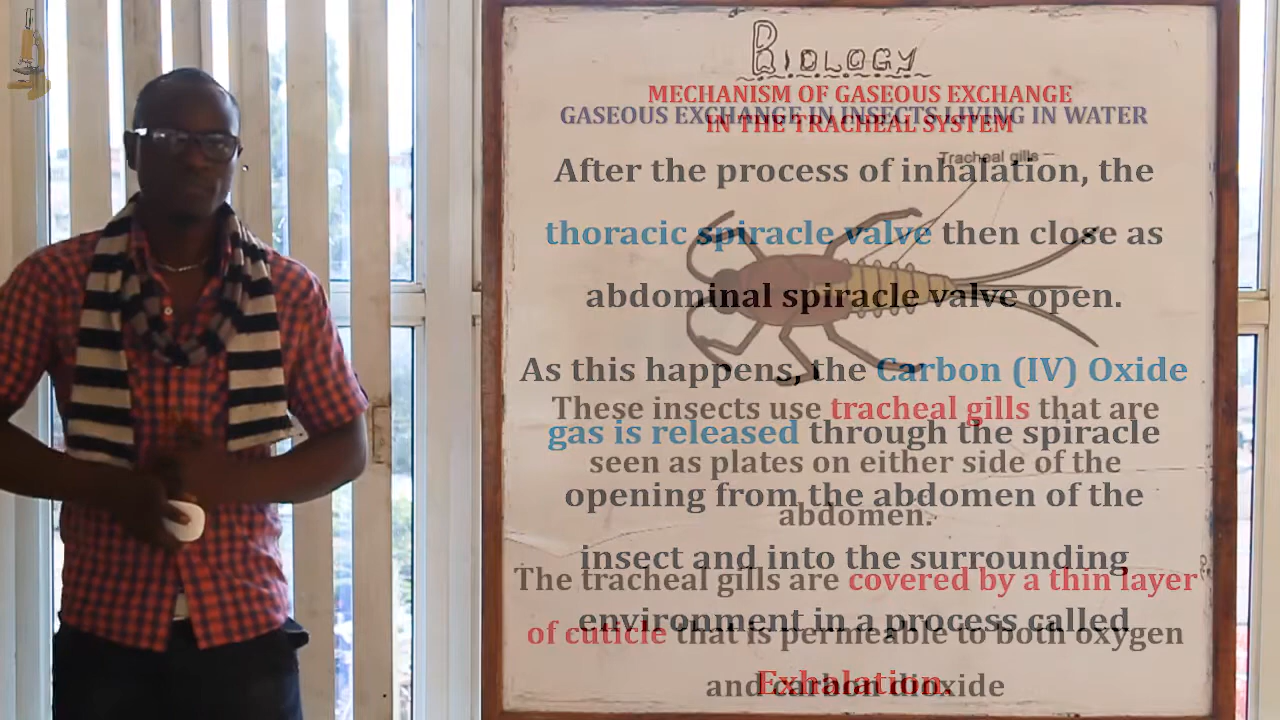 BIOLOGY
MECHANISM OF GASEOUS EXCHANGE
IN THE TRACHEAL SYSTEM
After the process of inhalation, the
thoracic spiracle valve then close as
abdominal spiracle valve open.
As this happens, the Carbon (IV) Oxide
gas is released through the spiracle
opening from the abdomen of the
insect and into the surrounding
environment in a process called
Exhalation.
GASEOUS EXCHANGE IN INSECTS LIVING IN WATER
Tracheal gills
These insects use tracheal gills that are
seen as plates on either side of the
abdomen.
The tracheal gills are covered by a thin layer
of cuticle that is permeable to both oxygen
and carbon dioxide